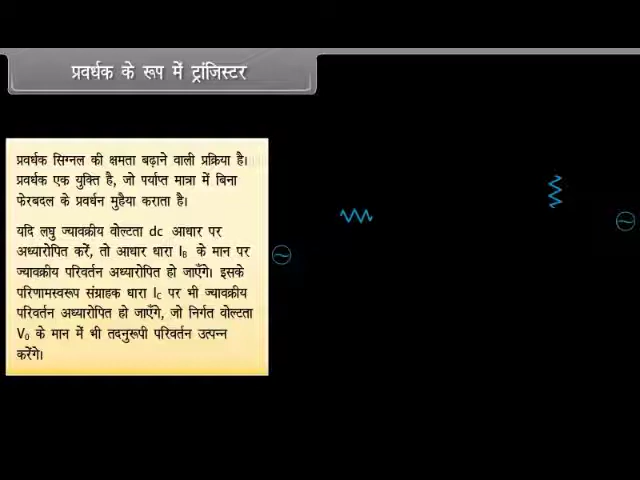 प्रवर्धक के रूप में ट्रांजिस्टर
प्रवर्धक सिग्नल की क्षमता बढ़ाने वाली प्रक्रिया है।
प्रवर्धक एक युक्ति है, जो पर्याप्त मात्रा में बिना
फेरबदल के प्रवर्धन मुहैया कराता है।
यदि लघु ज्यावक्रीय वोल्टता dc आधार पर
अध्यारोपित करें, तो आधार धारा I_B के मान पर
ज्यावक्रीय परिवर्तन अध्यारोपित हो जाएँगे। इसके
परिणामस्वरूप संग्राहक धारा I_C पर भी ज्यावक्रीय
परिवर्तन अध्यारोपित हो जाएँगे, जो निर्गत वोल्टता
V_0 के मान में भी तदनुरूपी परिवर्तन उत्पन्न
करेंगे।